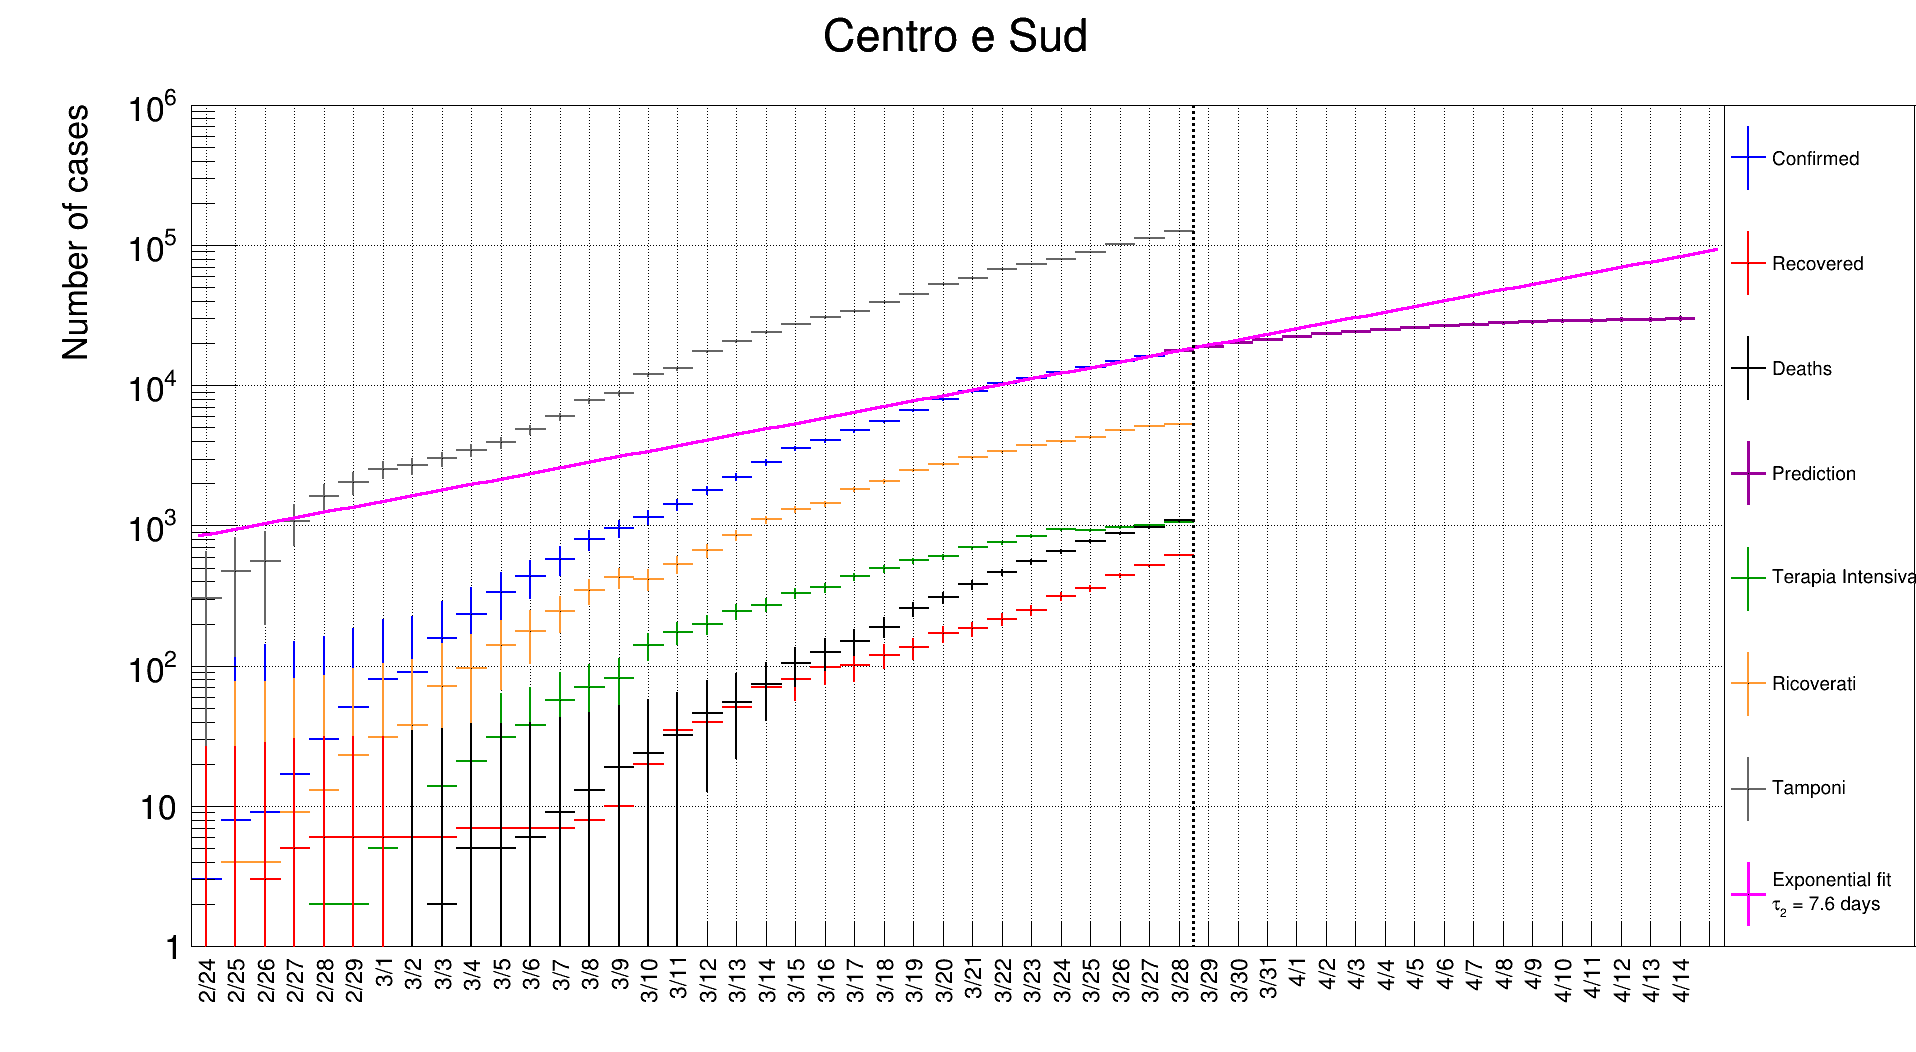 Centro e Sud
Number of cases
10^6
10^5
10^4
10^3
10^2
10
1
2/24 2/25 2/26 2/27 2/28 2/29 3/1 3/2 3/3 3/4 3/5 3/6 3/7 3/8 3/9 3/10 3/11 3/12 3/13 3/14 3/15 3/16 3/17 3/18 3/19 3/20 3/21 3/22 3/23 3/24 3/25 3/26 3/27 3/28 3/29 3/30 3/31 4/1 4/2 4/3 4/4 4/5 4/6 4/7 4/8 4/9 4/10 4/11 4/12 4/13 4/14
Confirmed
Recovered
Deaths
Prediction
Terapia Intensiva
Ricoverati
Tamponi
Exponential fit
τ₂ = 7.6 days